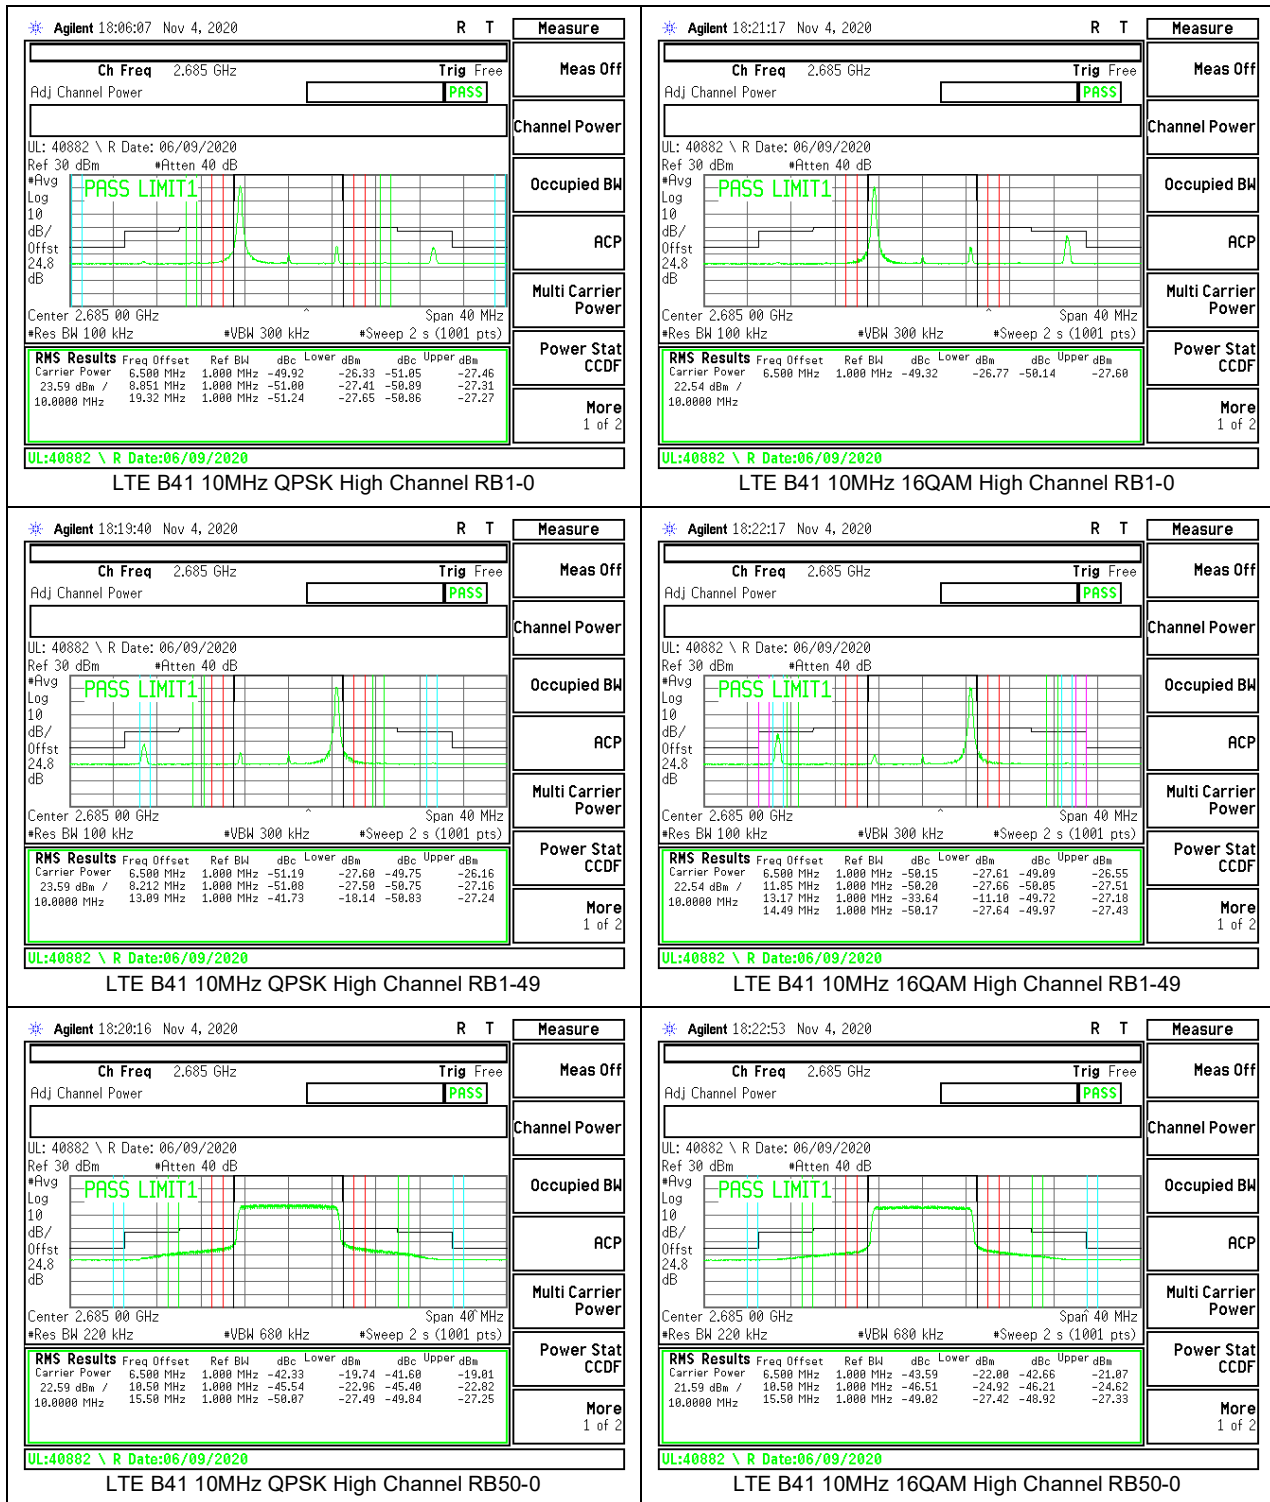 Agilent 18:06:07 Nov 4, 2020 R T Measure
Ch Freq 2.685 GHz Trig Free Meas Off
Adj Channel Power PASS
Channel Power
UL: 40882 \ R Date: 06/09/2020
Ref 30 dBm #Atten 40 dB
#Avg PASS LIMIT1 Occupied BW
Log
10
dB/ ACP
Offst
24.8
dB
Multi Carrier Power
Center 2.685 00 GHz Span 40 MHz
#Res BW 100 kHz #VBW 300 kHz #Sweep 2 s (1001 pts)
Power Stat CCDF
RMS Results Freq Offset Ref BW dBc Lower dBm dBc Upper dBm
Carrier Power 6.500 MHz 1.000 MHz -49.92 -26.33 -51.05 -27.46
23.59 dBm / 8.851 MHz 1.000 MHz -51.00 -27.41 -50.89 -27.31
10.0000 MHz 19.32 MHz 1.000 MHz -51.24 -27.65 -50.86 -27.27
More
1 of 2
UL:40882 \ R Date:06/09/2020
LTE B41 10MHz QPSK High Channel RB1-0
Agilent 18:21:17 Nov 4, 2020 R T Measure
Ch Freq 2.685 GHz Trig Free Meas Off
Adj Channel Power PASS
Channel Power
UL: 40882 \ R Date: 06/09/2020
Ref 30 dBm #Atten 40 dB
#Avg PASS LIMIT1 Occupied BW
Log
10
dB/ ACP
Offst
24.8
dB
Multi Carrier Power
Center 2.685 00 GHz Span 40 MHz
#Res BW 100 kHz #VBW 300 kHz #Sweep 2 s (1001 pts)
Power Stat CCDF
RMS Results Freq Offset Ref BW dBc Lower dBm dBc Upper dBm
Carrier Power 6.500 MHz 1.000 MHz -49.32 -26.77 -50.14 -27.60
22.54 dBm /
10.0000 MHz
More
1 of 2
UL:40882 \ R Date:06/09/2020
LTE B41 10MHz 16QAM High Channel RB1-0
Agilent 18:19:40 Nov 4, 2020 R T Measure
Ch Freq 2.685 GHz Trig Free Meas Off
Adj Channel Power PASS
Channel Power
UL: 40882 \ R Date: 06/09/2020
Ref 30 dBm #Atten 40 dB
#Avg PASS LIMIT1 Occupied BW
Log
10
dB/ ACP
Offst
24.8
dB
Multi Carrier Power
Center 2.685 00 GHz Span 40 MHz
#Res BW 100 kHz #VBW 300 kHz #Sweep 2 s (1001 pts)
Power Stat CCDF
RMS Results Freq Offset Ref BW dBc Lower dBm dBc Upper dBm
Carrier Power 6.500 MHz 1.000 MHz -51.19 -27.60 -49.75 -26.16
23.59 dBm / 8.212 MHz 1.000 MHz -51.08 -27.50 -50.75 -27.16
10.0000 MHz 13.09 MHz 1.000 MHz -41.73 -18.14 -50.83 -27.24
More
1 of 2
UL:40882 \ R Date:06/09/2020
LTE B41 10MHz QPSK High Channel RB1-49
Agilent 18:22:17 Nov 4, 2020 R T Measure
Ch Freq 2.685 GHz Trig Free Meas Off
Adj Channel Power PASS
Channel Power
UL: 40882 \ R Date: 06/09/2020
Ref 30 dBm #Atten 40 dB
#Avg PASS LIMIT1 Occupied BW
Log
10
dB/ ACP
Offst
24.8
dB
Multi Carrier Power
Center 2.685 00 GHz Span 40 MHz
#Res BW 100 kHz #VBW 300 kHz #Sweep 2 s (1001 pts)
Power Stat CCDF
RMS Results Freq Offset Ref BW dBc Lower dBm dBc Upper dBm
Carrier Power 6.500 MHz 1.000 MHz -50.15 -27.61 -49.09 -26.55
22.54 dBm / 11.85 MHz 1.000 MHz -50.20 -27.66 -50.05 -27.51
10.0000 MHz 13.17 MHz 1.000 MHz -33.64 -11.10 -49.72 -27.18
14.49 MHz 1.000 MHz -50.17 -27.64 -49.97 -27.43
More
1 of 2
UL:40882 \ R Date:06/09/2020
LTE B41 10MHz 16QAM High Channel RB1-49
Agilent 18:20:16 Nov 4, 2020 R T Measure
Ch Freq 2.685 GHz Trig Free Meas Off
Adj Channel Power PASS
Channel Power
UL: 40882 \ R Date: 06/09/2020
Ref 30 dBm #Atten 40 dB
#Avg PASS LIMIT1 Occupied BW
Log
10
dB/ ACP
Offst
24.8
dB
Multi Carrier Power
Center 2.685 00 GHz Span 40 MHz
#Res BW 220 kHz #VBW 680 kHz #Sweep 2 s (1001 pts)
Power Stat CCDF
RMS Results Freq Offset Ref BW dBc Lower dBm dBc Upper dBm
Carrier Power 6.500 MHz 1.000 MHz -42.33 -19.74 -41.60 -19.01
22.59 dBm / 10.50 MHz 1.000 MHz -45.54 -22.96 -45.40 -22.82
10.0000 MHz 15.50 MHz 1.000 MHz -50.07 -27.49 -49.84 -27.25
More
1 of 2
UL:40882 \ R Date:06/09/2020
LTE B41 10MHz QPSK High Channel RB50-0
Agilent 18:22:53 Nov 4, 2020 R T Measure
Ch Freq 2.685 GHz Trig Free Meas Off
Adj Channel Power PASS
Channel Power
UL: 40882 \ R Date: 06/09/2020
Ref 30 dBm #Atten 40 dB
#Avg PASS LIMIT1 Occupied BW
Log
10
dB/ ACP
Offst
24.8
dB
Multi Carrier Power
Center 2.685 00 GHz Span 40 MHz
#Res BW 220 kHz #VBW 680 kHz #Sweep 2 s (1001 pts)
Power Stat CCDF
RMS Results Freq Offset Ref BW dBc Lower dBm dBc Upper dBm
Carrier Power 6.500 MHz 1.000 MHz -43.59 -22.00 -42.66 -21.07
21.59 dBm / 10.50 MHz 1.000 MHz -46.51 -24.92 -46.21 -24.62
10.0000 MHz 15.50 MHz 1.000 MHz -49.02 -27.42 -48.92 -27.33
More
1 of 2
UL:40882 \ R Date:06/09/2020
LTE B41 10MHz 16QAM High Channel RB50-0